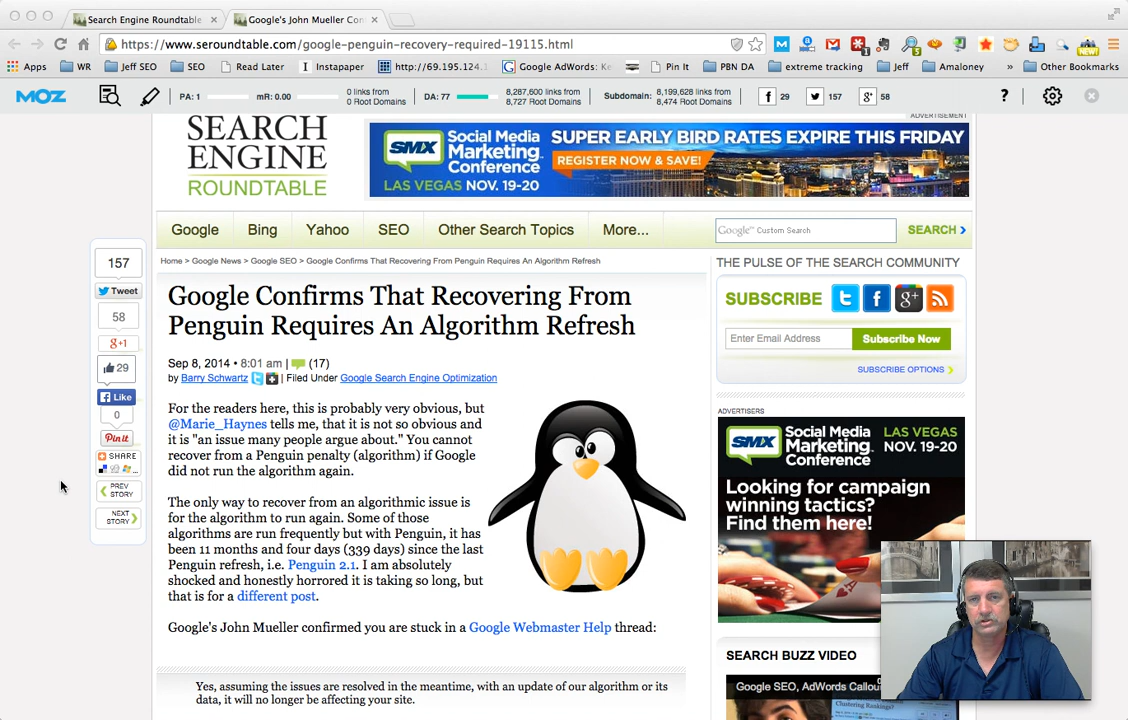 Search Engine Roundtable
Google's John Mueller Con
https://www.seroundtable.com/google-penguin-recovery-required-19115.html
Apps
WR
Jeff SEO
SEO
Read Later
Instapaper
http://69.195.124.
Google AdWords: Ke
Pin It
PBN DA
extreme tracking
Jeff
Amaloney
»
Other Bookmarks
MOZ
PA: 1
mR: 0.00
0 links from
0 Root Domains
DA: 77
8,287,600 links from
8,727 Root Domains
Subdomain:
8,199,628 links from
8,474 Root Domains
29
157
58
?
ADVERTISEMENT
SEARCH
ENGINE
ROUNDTABLE
SMX
Social Media
Marketing
Conference
LAS VEGAS NOV. 19-20
SUPER EARLY BIRD RATES EXPIRE THIS FRIDAY
REGISTER NOW & SAVE!
Google
Bing
Yahoo
SEO
Other Search Topics
More...
Google™ Custom Search
SEARCH
Home > Google News > Google SEO > Google Confirms That Recovering From Penguin Requires An Algorithm Refresh
157
Tweet
58
g+1
29
Like
0
Pin it
SHARE
PREV
STORY
NEXT
STORY
Google Confirms That Recovering From
Penguin Requires An Algorithm Refresh
Sep 8, 2014 • 8:01 am | (17)
by Barry Schwartz | Filed Under Google Search Engine Optimization
For the readers here, this is probably very obvious, but
@Marie_Haynes tells me, that it is not so obvious and
it is "an issue many people argue about." You cannot
recover from a Penguin penalty (algorithm) if Google
did not run the algorithm again.
The only way to recover from an algorithmic issue is
for the algorithm to run again. Some of those
algorithms are run frequently but with Penguin, it has
been 11 months and four days (339 days) since the last
Penguin refresh, i.e. Penguin 2.1. I am absolutely
shocked and honestly horrored it is taking so long, but
that is for a different post.
Google's John Mueller confirmed you are stuck in a Google Webmaster Help thread:
Yes, assuming the issues are resolved in the meantime, with an update of our algorithm or its
data, it will no longer be affecting your site.
THE PULSE OF THE SEARCH COMMUNITY
SUBSCRIBE
Enter Email Address
Subscribe Now
SUBSCRIBE OPTIONS
ADVERTISERS
SMX
Social Media
Marketing
Conference
LAS VEGAS
NOV. 19-20
Looking for campaign
winning tactics?
Find them here!
SEARCH BUZZ VIDEO
Google SEO, AdWords Callou
Clustering Rankings?